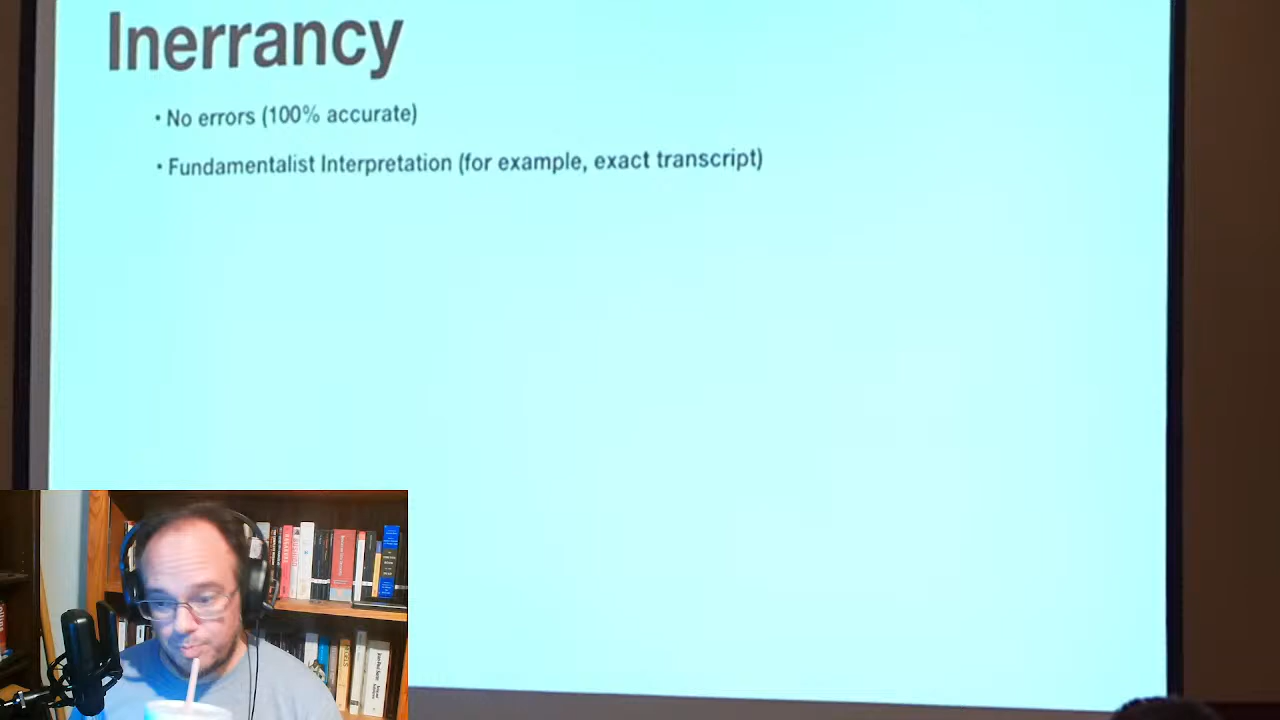 Inerrancy
• No errors (100% accurate)
• Fundamentalist Interpretation (for example, exact transcript)